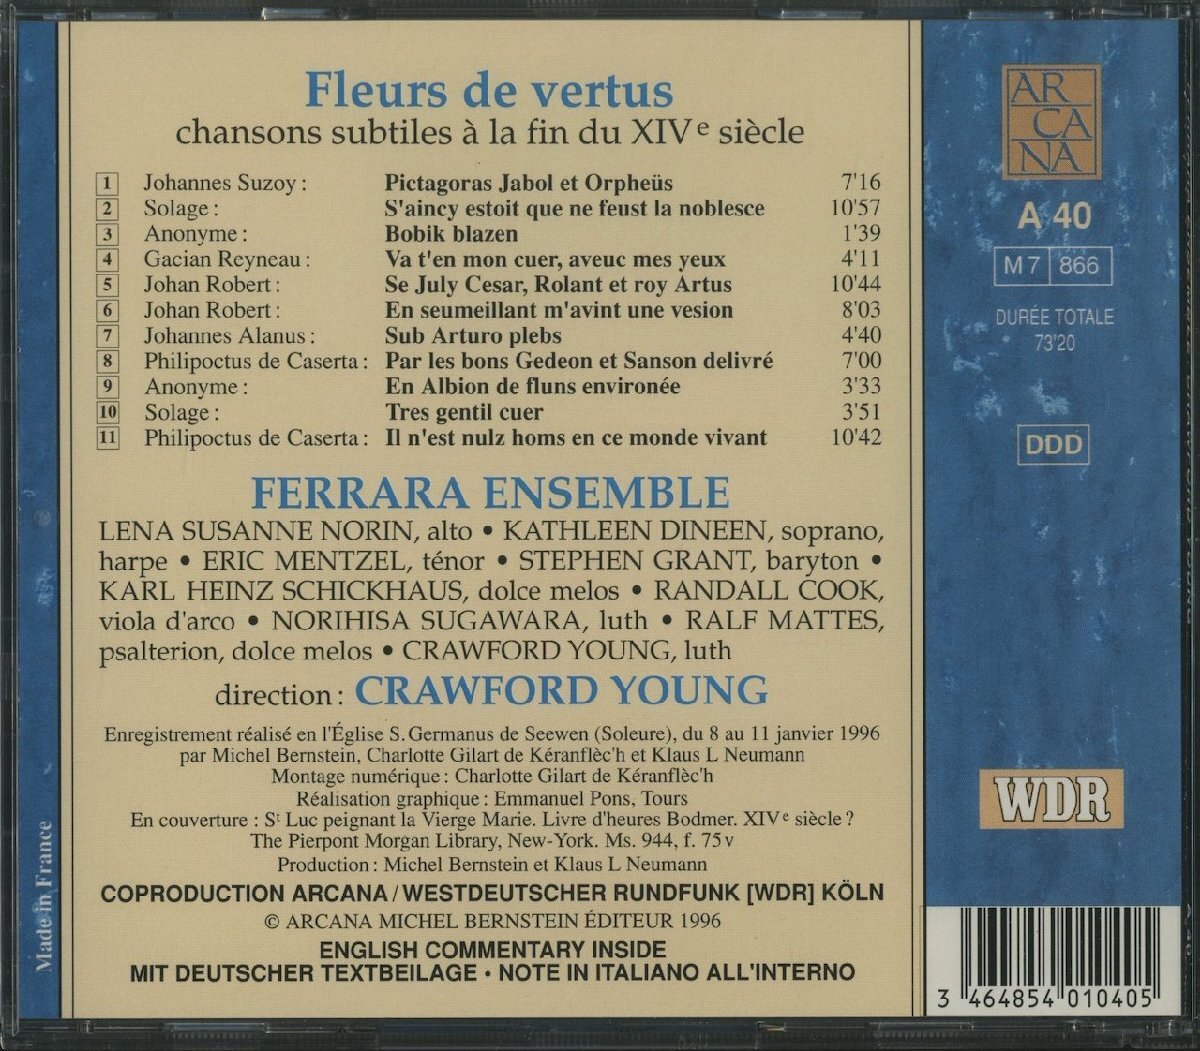 Fleurs de vertus
chansons subtiles à la fin du XIVe siècle
1 Johannes Suzoy : Pictagoras Jabol et Orpheüs 7'16
2 Solage : S'aincy estoit que ne feust la noblesce 10'57
3 Anonyme : Bobik blazen 1'39
4 Gacian Reyneau : Va t'en mon cuer, aveuc mes yeux 4'11
5 Johan Robert : Se July Cesar, Rolant et roy Artus 10'44
6 Johan Robert : En seumeillant m'avint une vesion 8'03
7 Johannes Alanus : Sub Arturo plebs 4'40
8 Philipoctus de Caserta : Par les bons Gedeon et Sanson delivré 7'00
9 Anonyme : En Albion de fluns environée 3'33
10 Solage : Tres gentil cuer 3'51
11 Philipoctus de Caserta : Il n'est nulz homs en ce monde vivant 10'42
FERRARA ENSEMBLE
LENA SUSANNE NORIN, alto • KATHLEEN DINEEN, soprano,
harpe • ERIC MENTZEL, ténor • STEPHEN GRANT, baryton •
KARL HEINZ SCHICKHAUS, dolce melos • RANDALL COOK,
viola d'arco • NORIHISA SUGAWARA, luth • RALF MATTES,
psalterion, dolce melos • CRAWFORD YOUNG, luth
direction : CRAWFORD YOUNG
Enregistrement réalisé en l'Église S. Germanus de Seewen (Soleure), du 8 au 11 janvier 1996
par Michel Bernstein, Charlotte Gilart de Kéranflèc'h et Klaus L Neumann
Montage numérique : Charlotte Gilart de Kéranflèc'h
Réalisation graphique : Emmanuel Pons, Tours
En couverture : St Luc peignant la Vierge Marie. Livre d'heures Bodmer. XIVe siècle ?
The Pierpont Morgan Library, New-York. Ms. 944, f. 75 v
Production : Michel Bernstein et Klaus L Neumann
COPRODUCTION ARCANA / WESTDEUTSCHER RUNDFUNK [WDR] KÖLN
© ARCANA MICHEL BERNSTEIN ÉDITEUR 1996
ENGLISH COMMENTARY INSIDE
MIT DEUTSCHER TEXTBEILAGE • NOTE IN ITALIANO ALL'INTERNO
Made in France
AR
CA
NA
A 40
M7 866
DURÉE TOTALE
73'20
DDD
WDR
3 464854 010405